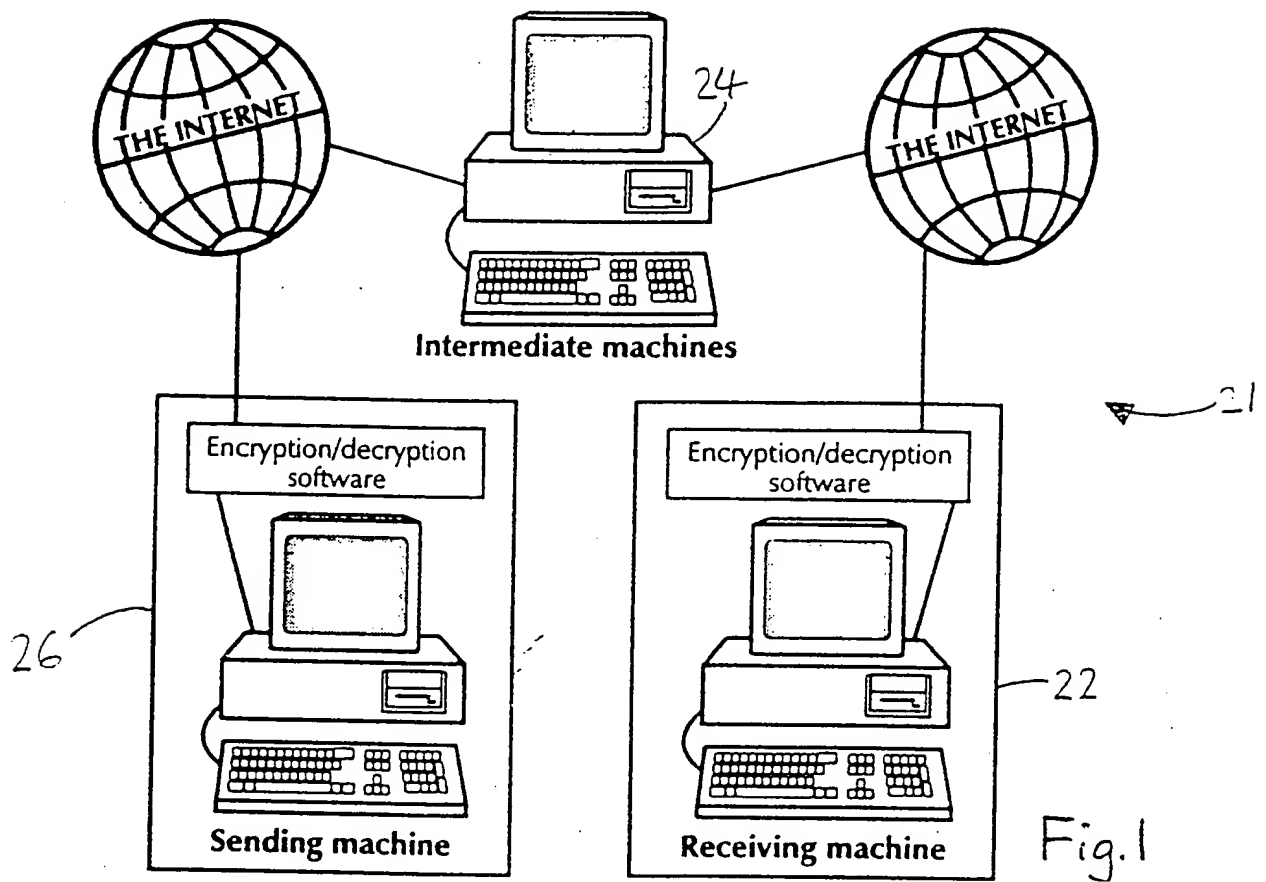 THE INTERNET
24
THE INTERNET
Intermediate machines
21
Encryption/decryption
software
Encryption/decryption
software
26
22
Sending machine
Receiving machine
Fig.1